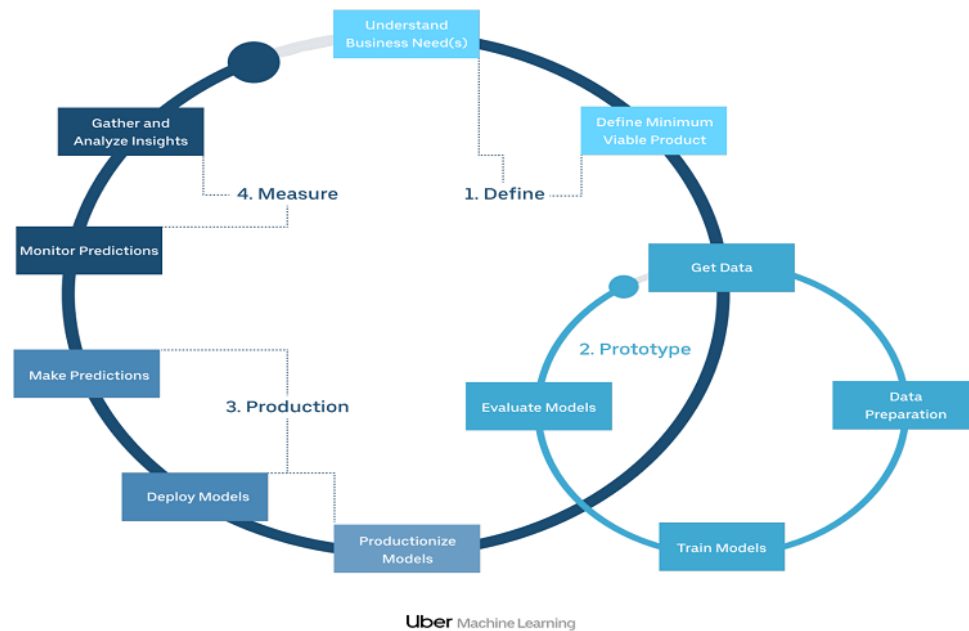 Understand
Business Need(s)
Gather and
Analyze Insights
Define Minimum
Viable Product
4. Measure
1. Define
Monitor Predictions
Get Data
2. Prototype
Make Predictions
3. Production
Evaluate Models
Data
Preparation
Deploy Models
Productionize
Models
Train Models
Uber Machine Learning